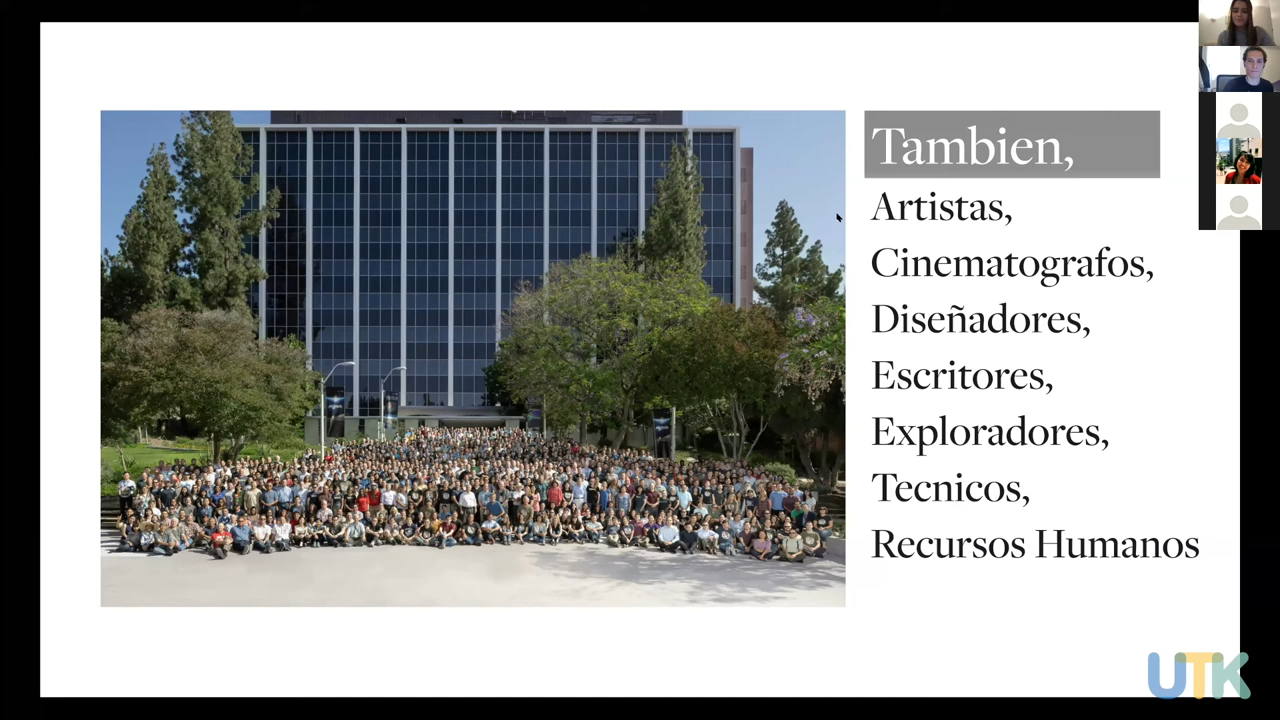 Tambien,
Artistas,
Cinematografos,
Diseñadores,
Escritores,
Exploradores,
Tecnicos,
Recursos Humanos
UTK